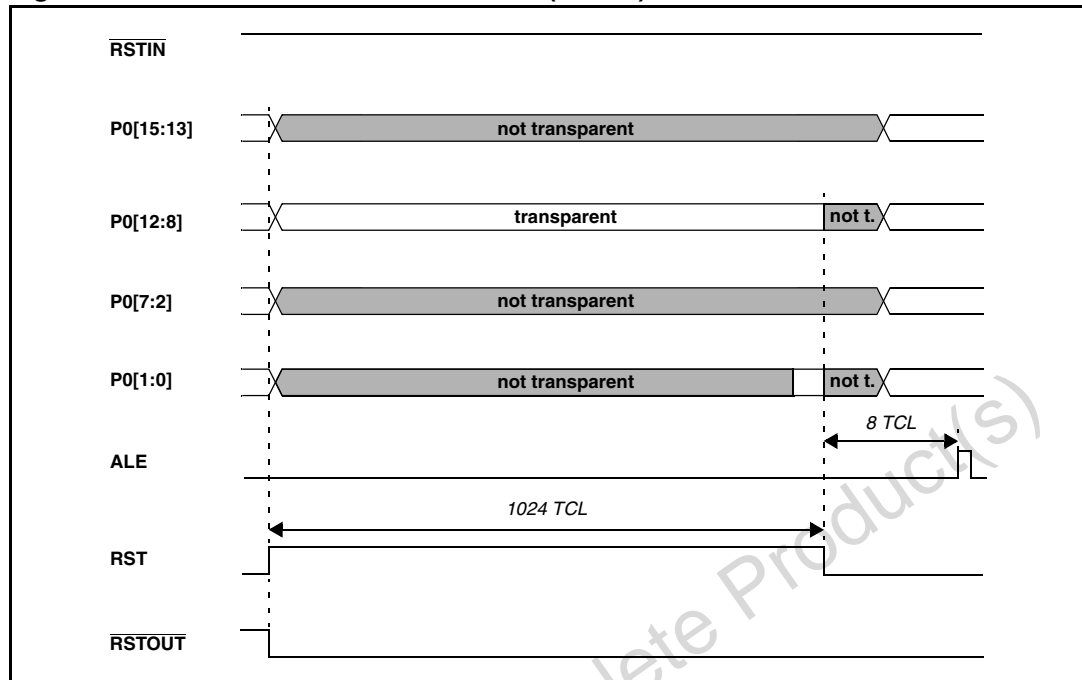 RSTIN
P0[15:13]
not transparent
P0[12:8]
transparent
not t.
P0[7:2]
not transparent
P0[1:0]
not transparent
not t.
8 TCL
ALE
1024 TCL
RST
RSTOUT
lete Product(s)